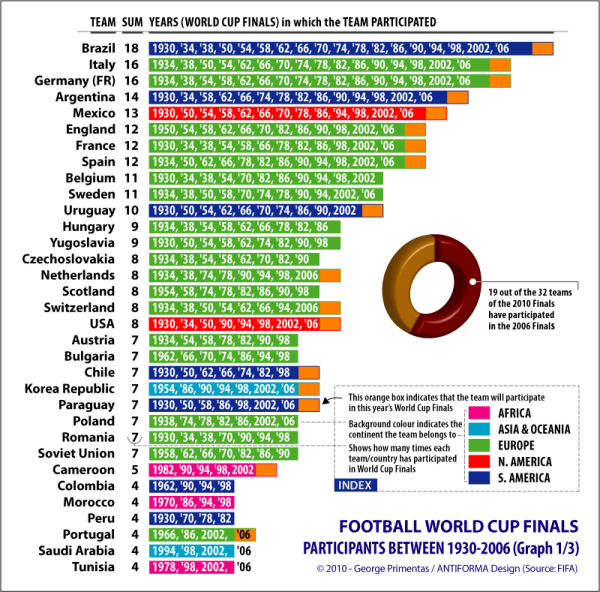 TEAM SUM YEARS (WORLD CUP FINALS) in which the TEAM PARTICIPATED
Brazil 18 1930,'34,'38,'50,'54,'58,'62,'66,'70,'74,'78,'82,'86,'90,'94,'98,2002,'06
Italy 16 1934,'38,'50,'54,'62,'66,'70,'74,'78,'82,'86,'90,'94,'98,2002,'06
Germany (FR) 16 1934,'38,'54,'58,'62,'66,'70,'74,'78,'82,'86,'90,'94,'98,2002,'06
Argentina 14 1930,'34,'58,'62,'66,'74,'78,'82,'86,'90,'94,'98,2002,'06
Mexico 13 1930,'50,'54,'58,'62,'66,'70,'78,'86,'94,'98,2002,'06
England 12 1950,'54,'58,'62,'66,'70,'82,'86,'90,'98,2002,'06
France 12 1930,'34,'38,'54,'58,'66,'78,'82,'86,'98,2002,'06
Spain 12 1934,'50,'62,'66,'78,'82,'86,'90,'94,'98,2002,'06
Belgium 11 1930,'34,'38,'54,'70,'82,'86,'90,'94,'98,2002
Sweden 11 1934,'38,'50,'58,'70,'74,'78,'90,'94,2002,'06
Uruguay 10 1930,'50,'54,'62,'66,'70,'74,'86,'90,2002
Hungary 9 1934,'38,'54,'58,'62,'66,'78,'82,'86
Yugoslavia 9 1930,'50,'54,'58,'62,'74,'82,'90,'98
Czechoslovakia 8 1934,'38,'54,'58,'62,'70,'82,'90
Netherlands 8 1934,'38,'74,'78,'90,'94,'98,2006
Scotland 8 1954,'58,'74,'78,'82,'86,'90,'98
Switzerland 8 1934,'38,'50,'54,'62,'66,'94,2006
USA 8 1930,'34,'50,'90,'94,'98,2002,'06
Austria 7 1934,'54,'58,'78,'82,'90,'98
Bulgaria 7 1962,'66,'70,'74,'86,'94,'98
Chile 7 1930,'50,'62,'66,'74,'82,'98
Korea Republic 7 1954,'86,'90,'94,'98,2002,'06
Paraguay 7 1930,'50,'58,'86,'98,2002,'06
Poland 7 1938,'74,'78,'82,'86,2002,'06
Romania 7 1930,'34,'38,'70,'90,'94,'98
Soviet Union 7 1958,'62,'66,'70,'82,'86,'90
Cameroon 5 1982,'90,'94,'98,2002
Colombia 4 1962,'90,'94,'98
Morocco 4 1970,'86,'94,'98
Peru 4 1930,'70,'78,'82
Portugal 4 1966,'86,2002,'06
Saudi Arabia 4 1994,'98,2002,'06
Tunisia 4 1978,'98,2002,'06
19 out of the 32 teams
of the 2010 Finals
have participated
in the 2006 Finals
This orange box indicates that the team will participate
in this year's World Cup Finals
Background colour indicates the
continent the team belongs to
Shows how many times each
team/country has participated
in World Cup Finals
INDEX
AFRICA
ASIA & OCEANIA
EUROPE
N. AMERICA
S. AMERICA
FOOTBALL WORLD CUP FINALS
PARTICIPANTS BETWEEN 1930-2006 (Graph 1/3)
© 2010 - George Primentas / ANTIFORMA Design (Source: FIFA)